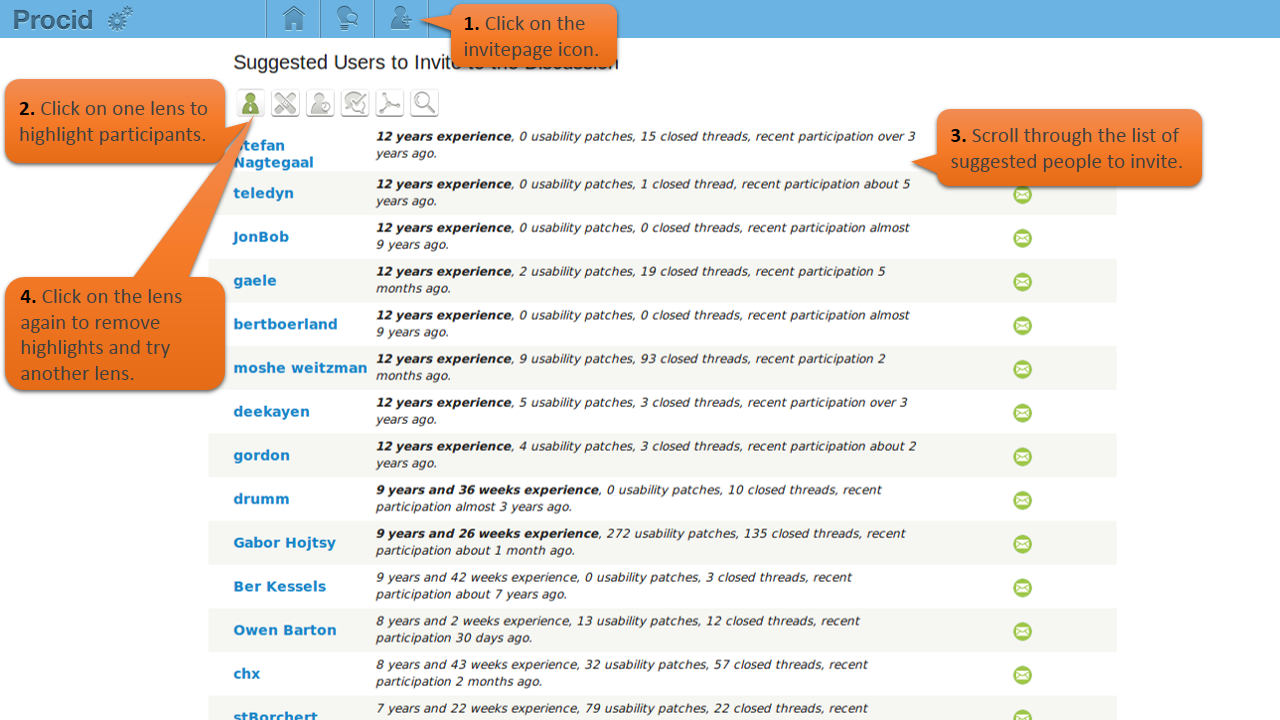 Procid
1. Click on the
invitepage icon.
Suggested Users to Invite to the Discussion
2. Click on one lens to
highlight participants.
3. Scroll through the list of
suggested people to invite.
4. Click on the lens
again to remove
highlights and try
another lens.
Stefan
Nagtegaal
12 years experience, 0 usability patches, 15 closed threads, recent participation over 3
years ago.
teledyn
12 years experience, 0 usability patches, 1 closed thread, recent participation about 5
years ago.
JonBob
12 years experience, 0 usability patches, 0 closed threads, recent participation almost
9 years ago.
gaele
12 years experience, 2 usability patches, 19 closed threads, recent participation 5
months ago.
bertboerland
12 years experience, 0 usability patches, 0 closed threads, recent participation almost
9 years ago.
moshe weitzman
12 years experience, 9 usability patches, 93 closed threads, recent participation 2
months ago.
deekayen
12 years experience, 5 usability patches, 3 closed threads, recent participation over 3
years ago.
gordon
12 years experience, 4 usability patches, 3 closed threads, recent participation about 2
years ago.
drumm
9 years and 36 weeks experience, 0 usability patches, 10 closed threads, recent
participation almost 3 years ago.
Gabor Hojtsy
9 years and 26 weeks experience, 272 usability patches, 135 closed threads, recent
participation about 1 month ago.
Ber Kessels
9 years and 42 weeks experience, 0 usability patches, 3 closed threads, recent
participation about 7 years ago.
Owen Barton
8 years and 2 weeks experience, 13 usability patches, 12 closed threads, recent
participation 30 days ago.
chx
8 years and 43 weeks experience, 32 usability patches, 57 closed threads, recent
participation 2 months ago.
stBorchert
7 years and 22 weeks experience, 79 usability patches, 22 closed threads, recent